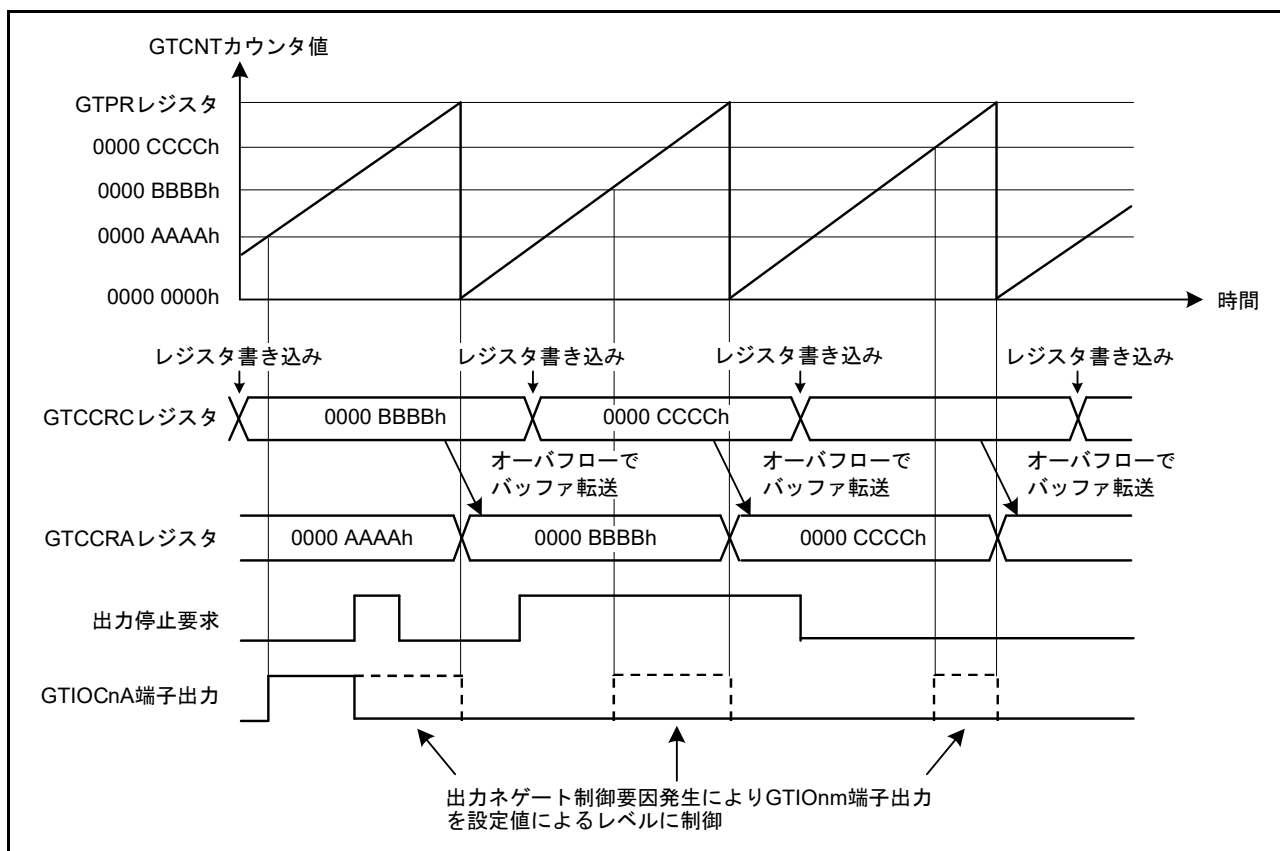 GTCNTカウンタ値
GTPRレジスタ
0000 CCCCh
0000 BBBBh
0000 AAAAh
0000 0000h
時間
レジスタ書き込み
レジスタ書き込み
レジスタ書き込み
レジスタ書き込み
GTCCRCレジスタ
0000 BBBBh
0000 CCCCh
オーバフローで
バッファ転送
オーバフローで
バッファ転送
オーバフローで
バッファ転送
GTCCRAレジスタ
0000 AAAAh
0000 BBBBh
0000 CCCCh
出力停止要求
GTIOCnA端子出力
出力ネゲート制御要因発生によりGTIOnm端子出力
を設定値によるレベルに制御